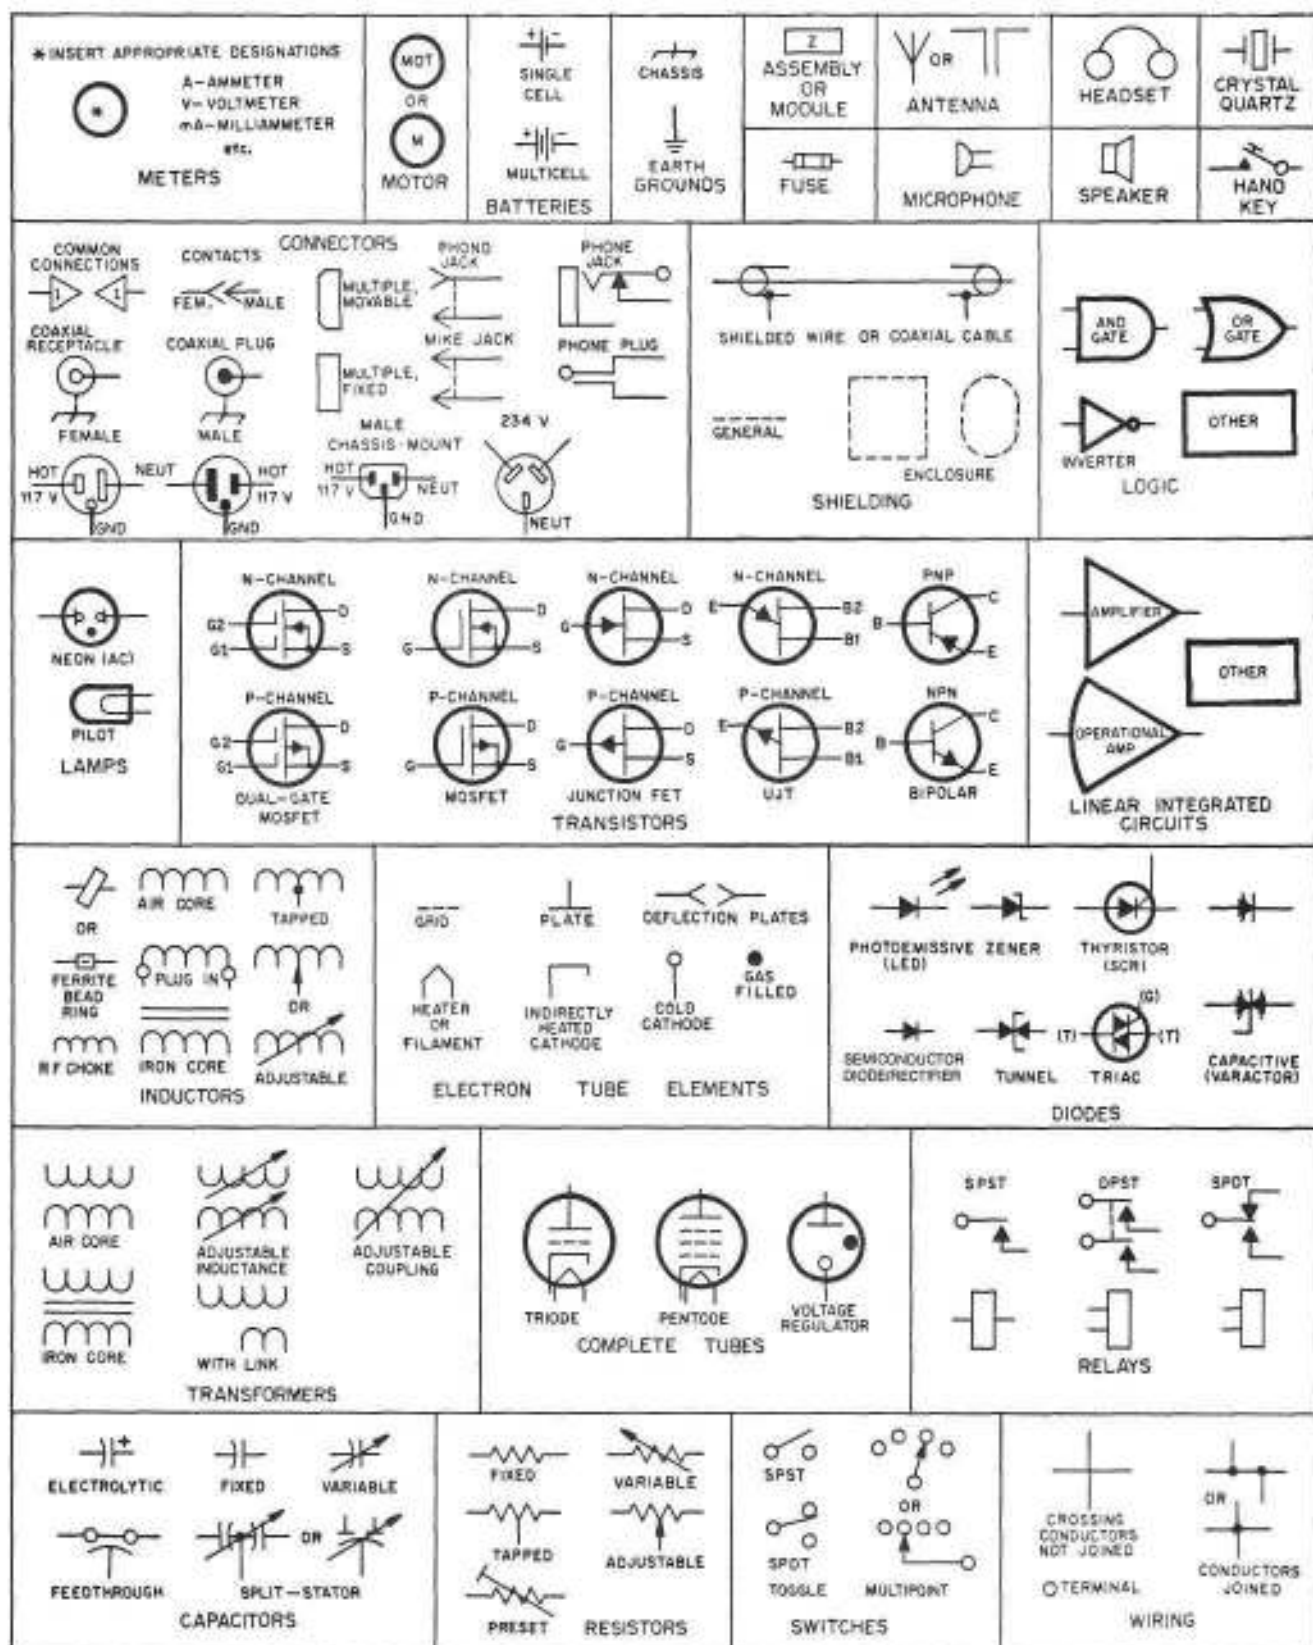 * INSERT APPROPRIATE DESIGNATIONS
*
A-AMMETER
V-VOLTMETER
mA-MILLIAMMETER
etc.
METERS
MOT
OR
M
MOTOR
+ -
SINGLE
CELL
+ -
MULTICELL
BATTERIES
CHASSIS
EARTH
GROUNDS
Z
ASSEMBLY
OR
MODULE
FUSE
OR
ANTENNA
MICROPHONE
HEADSET
SPEAKER
CRYSTAL
QUARTZ
HAND
KEY
CONNECTORS
COMMON
CONNECTIONS
1 1
CONTACTS
FEM. MALE
MULTIPLE,
MOVABLE
PHONO
JACK
PHONE
JACK
COAXIAL
RECEPTACLE
COAXIAL PLUG
MULTIPLE,
FIXED
MIKE JACK
PHONE PLUG
FEMALE
MALE
MALE
CHASSIS-MOUNT
234 V
HOT
117 V
NEUT
GND
HOT
117 V
GND
HOT
117 V
NEUT
GND
NEUT
SHIELDED WIRE OR COAXIAL CABLE
GENERAL
ENCLOSURE
SHIELDING
AND
GATE
OR
GATE
INVERTER
OTHER
LOGIC
NEON (AC)
PILOT
LAMPS
N-CHANNEL
G2
G1
D
S
P-CHANNEL
G2
G1
D
S
DUAL-GATE
MOSFET
N-CHANNEL
G
D
S
P-CHANNEL
G
D
S
MOSFET
N-CHANNEL
G
D
S
P-CHANNEL
G
D
S
JUNCTION FET
N-CHANNEL
E
B2
B1
P-CHANNEL
E
B2
B1
UJT
PNP
B
C
E
NPN
B
C
E
BIPOLAR
TRANSISTORS
AMPLIFIER
OTHER
OPERATIONAL
AMP
LINEAR INTEGRATED
CIRCUITS
OR
FERRITE
BEAD
RING
RF CHOKE
AIR CORE
PLUG IN
IRON CORE
TAPPED
OR
ADJUSTABLE
INDUCTORS
GRID
PLATE
DEFLECTION PLATES
HEATER
OR
FILAMENT
INDIRECTLY
HEATED
CATHODE
COLD
CATHODE
GAS
FILLED
ELECTRON TUBE ELEMENTS
PHOTOEMISSIVE
(LED)
ZENER
THYRISTOR
(SCR)
SEMICONDUCTOR
DIODE/RECTIFIER
TUNNEL
(G)
(T) (T)
TRIAC
CAPACITIVE
(VARACTOR)
DIODES
AIR CORE
IRON CORE
ADJUSTABLE
INDUCTANCE
WITH LINK
ADJUSTABLE
COUPLING
TRANSFORMERS
TRIODE
PENTODE
VOLTAGE
REGULATOR
COMPLETE TUBES
SPST
DPST
SPDT
RELAYS
+
ELECTROLYTIC
FIXED
VARIABLE
FEEDTHROUGH
OR
SPLIT-STATOR
CAPACITORS
FIXED
VARIABLE
TAPPED
ADJUSTABLE
PRESET
RESISTORS
SPST
SPDT
TOGGLE
OR
MULTIPOINT
SWITCHES
CROSSING
CONDUCTORS
NOT JOINED
TERMINAL
OR
CONDUCTORS
JOINED
WIRING